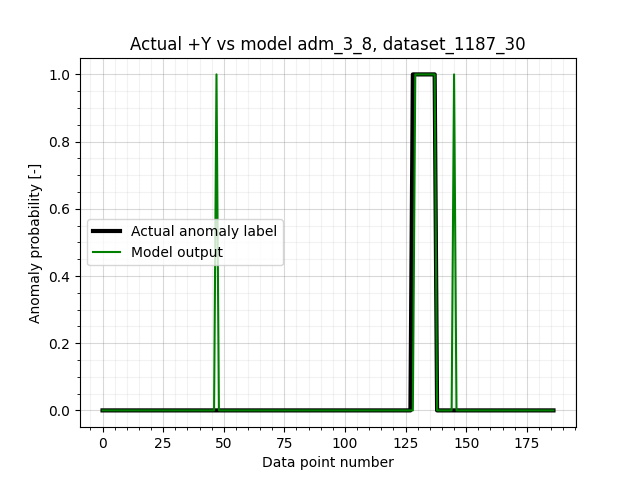 Actual +Y vs model adm_3_8, dataset_1187_30
1.0
0.8
0.6
0.4
0.2
0.0
Anomaly probability [-]
Actual anomaly label
Model output
0 25 50 75 100 125 150 175
Data point number